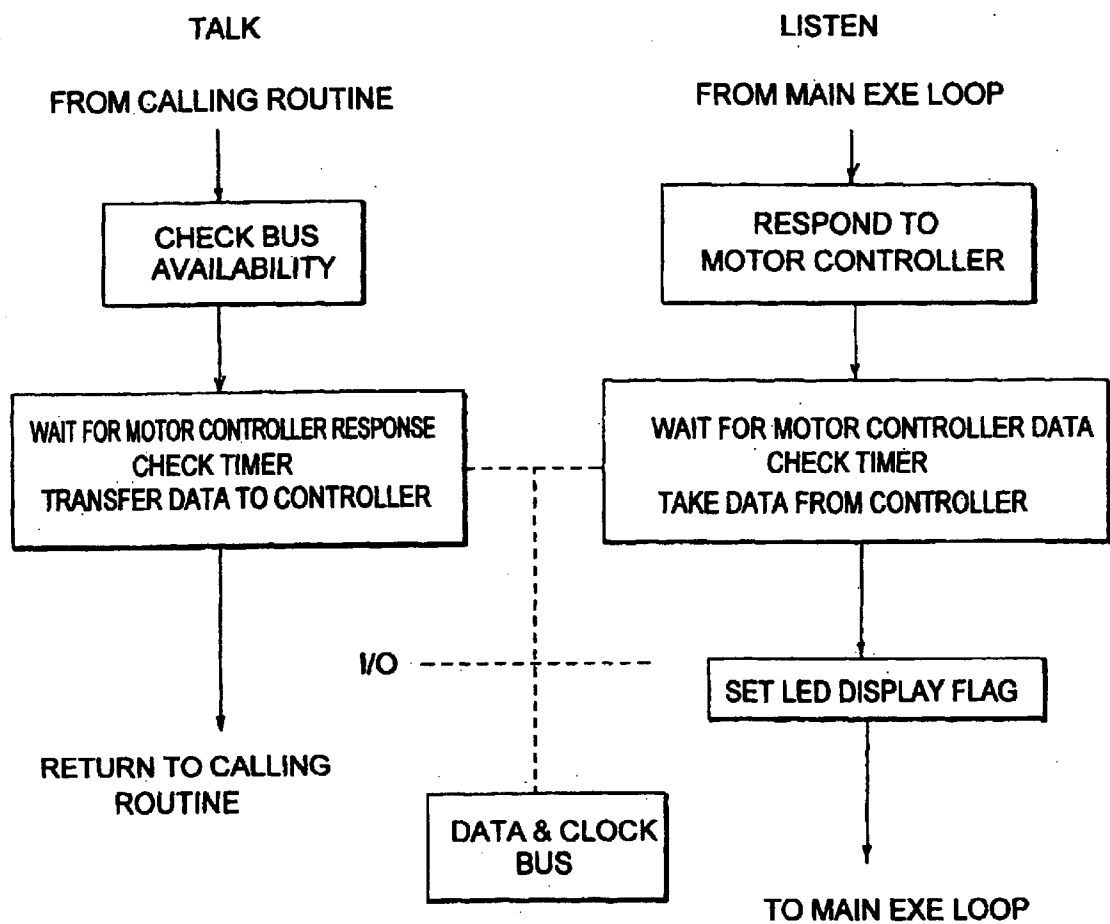 TALK
FROM CALLING ROUTINE
CHECK BUS
AVAILABILITY
WAIT FOR MOTOR CONTROLLER RESPONSE
CHECK TIMER
TRANSFER DATA TO CONTROLLER
RETURN TO CALLING
ROUTINE
LISTEN
FROM MAIN EXE LOOP
RESPOND TO
MOTOR CONTROLLER
WAIT FOR MOTOR CONTROLLER DATA
CHECK TIMER
TAKE DATA FROM CONTROLLER
SET LED DISPLAY FLAG
TO MAIN EXE LOOP
I/O
DATA & CLOCK
BUS